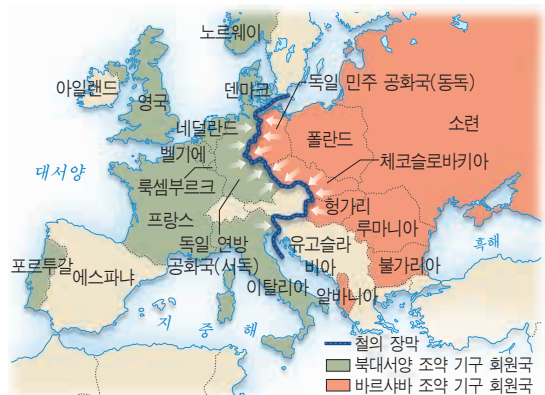 노르웨이
아일랜드
영국
덴마크
독일 민주 공화국(동독)
네덜란드
폴란드
소련
벨기에
체코슬로바키아
대서양
룩셈부르크
헝가리
프랑스
루마니아
독일 연방
공화국(서독)
유고슬라
비아
흑해
포르투갈
에스파냐
불가리아
이탈리아
알바니아
지중해
철의 장막
북대서양 조약 기구 회원국
바르샤바 조약 기구 회원국